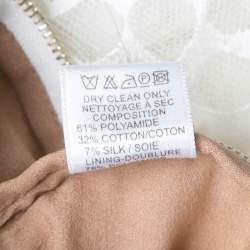 DRY CLEAN ONLY
NETTOYAGE À SEC
COMPOSITION
61% POLYAMIDE
32% COTTON/COTON
7% SILK / SOIE
LINING-DOUBLURE